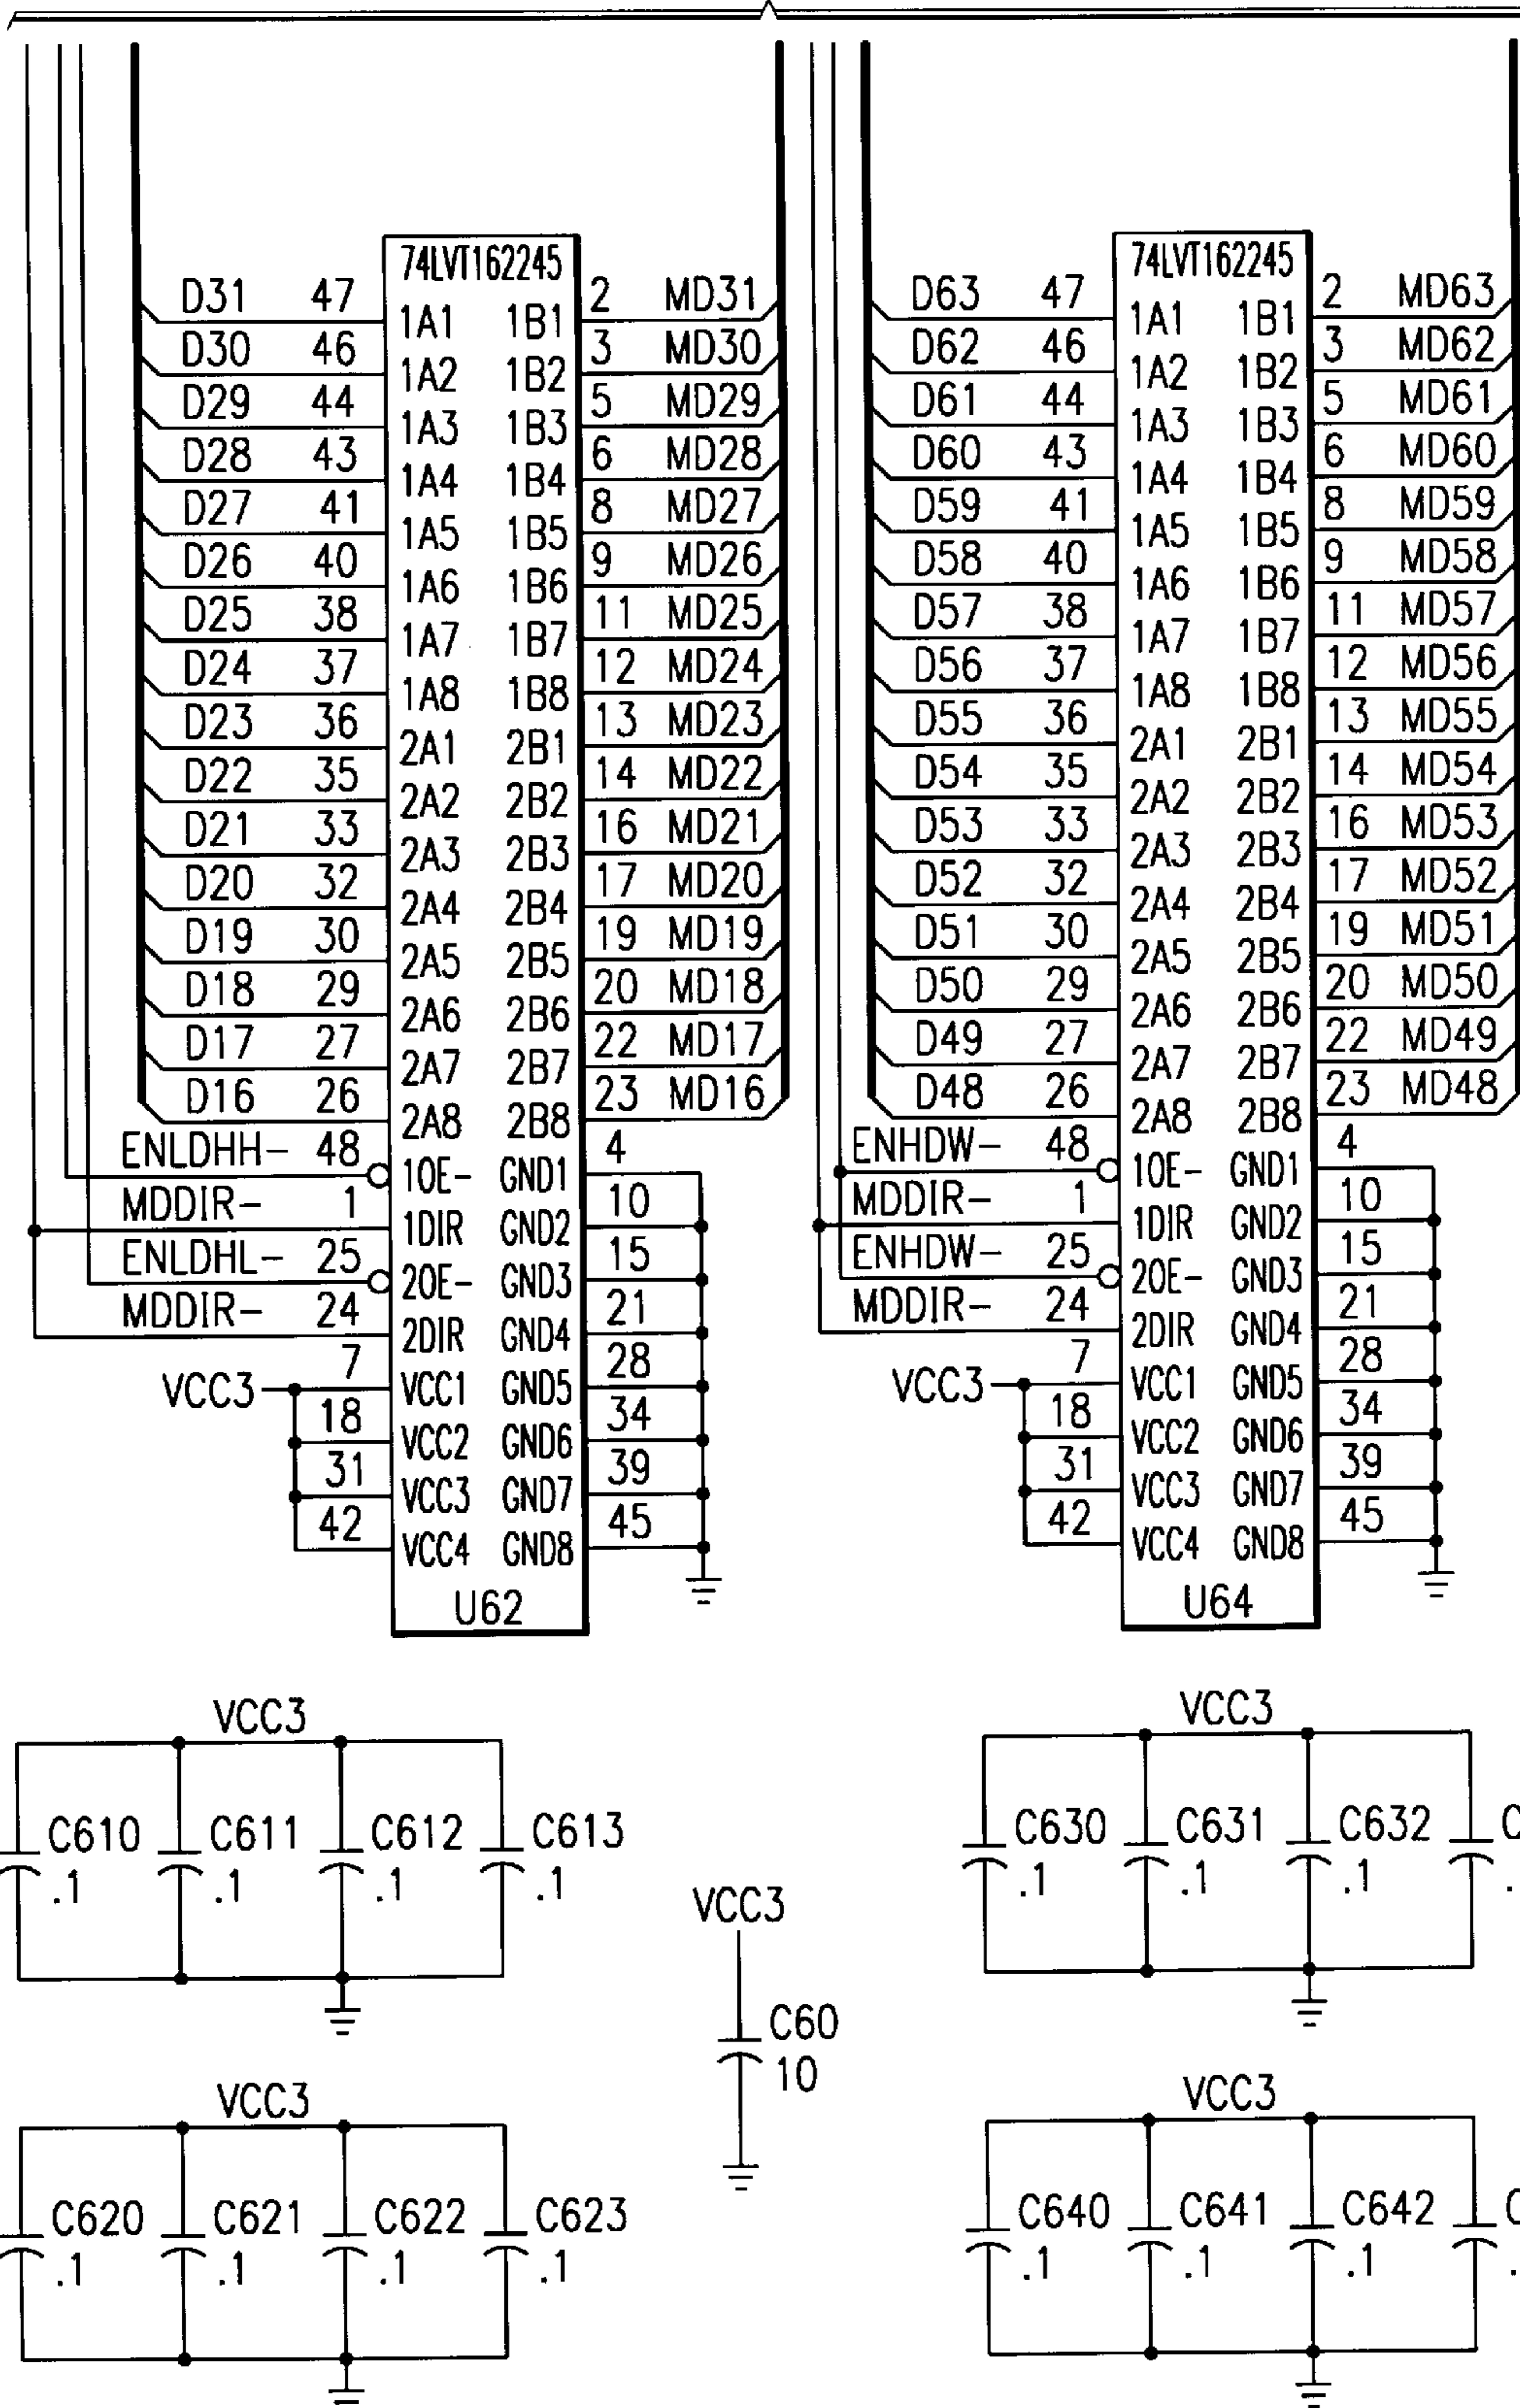 74LVT162245 74LVT162245
D31 47 1A1 1B1 2 MD31 D63 47 1A1 1B1 2 MD63
D30 46 1A2 1B2 3 MD30 D62 46 1A2 1B2 3 MD62
D29 44 1A3 1B3 5 MD29 D61 44 1A3 1B3 5 MD61
D28 43 1A4 1B4 6 MD28 D60 43 1A4 1B4 6 MD60
D27 41 1A5 1B5 8 MD27 D59 41 1A5 1B5 8 MD59
D26 40 1A6 1B6 9 MD26 D58 40 1A6 1B6 9 MD58
D25 38 1A7 1B7 11 MD25 D57 38 1A7 1B7 11 MD57
D24 37 1A8 1B8 12 MD24 D56 37 1A8 1B8 12 MD56
D23 36 2A1 2B1 13 MD23 D55 36 2A1 2B1 13 MD55
D22 35 2A2 2B2 14 MD22 D54 35 2A2 2B2 14 MD54
D21 33 2A3 2B3 16 MD21 D53 33 2A3 2B3 16 MD53
D20 32 2A4 2B4 17 MD20 D52 32 2A4 2B4 17 MD52
D19 30 2A5 2B5 19 MD19 D51 30 2A5 2B5 19 MD51
D18 29 2A6 2B6 20 MD18 D50 29 2A6 2B6 20 MD50
D17 27 2A7 2B7 22 MD17 D49 27 2A7 2B7 22 MD49
D16 26 2A8 2B8 23 MD16 D48 26 2A8 2B8 23 MD48
ENLDHH- 48 1OE- GND1 4 ENHDW- 48 1OE- GND1 4
MDDIR- 1 1DIR GND2 10 MDDIR- 1 1DIR GND2 10
ENLDHL- 25 2OE- GND3 15 ENHDW- 25 2OE- GND3 15
MDDIR- 24 2DIR GND4 21 MDDIR- 24 2DIR GND4 21
VCC3 7 VCC1 GND5 28 VCC3 7 VCC1 GND5 28
18 VCC2 GND6 34 18 VCC2 GND6 34
31 VCC3 GND7 39 31 VCC3 GND7 39
42 VCC4 GND8 45 42 VCC4 GND8 45
U62 U64
VCC3 VCC3
C610 C611 C612 C613 C630 C631 C632
.1 .1 .1 .1 .1 .1 .1
VCC3
C60
10
VCC3 VCC3
C620 C621 C622 C623 C640 C641 C642
.1 .1 .1 .1 .1 .1 .1